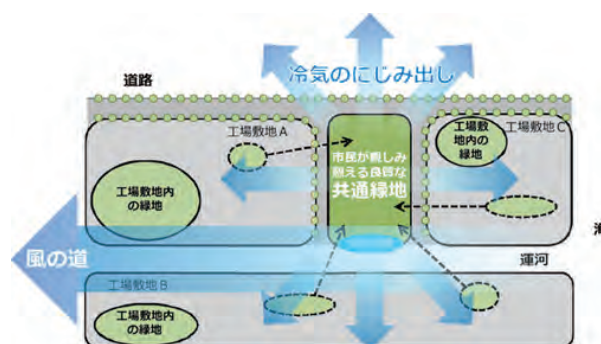 冷気のにじみ出し
道路
工場敷地A
工場敷
地内の
緑地
工場敷地C
市民が親しみ
憩える良質な
共通緑地
工場敷地内
の緑地
海
風の道
運河
工場敷地B
工場敷地内
の緑地